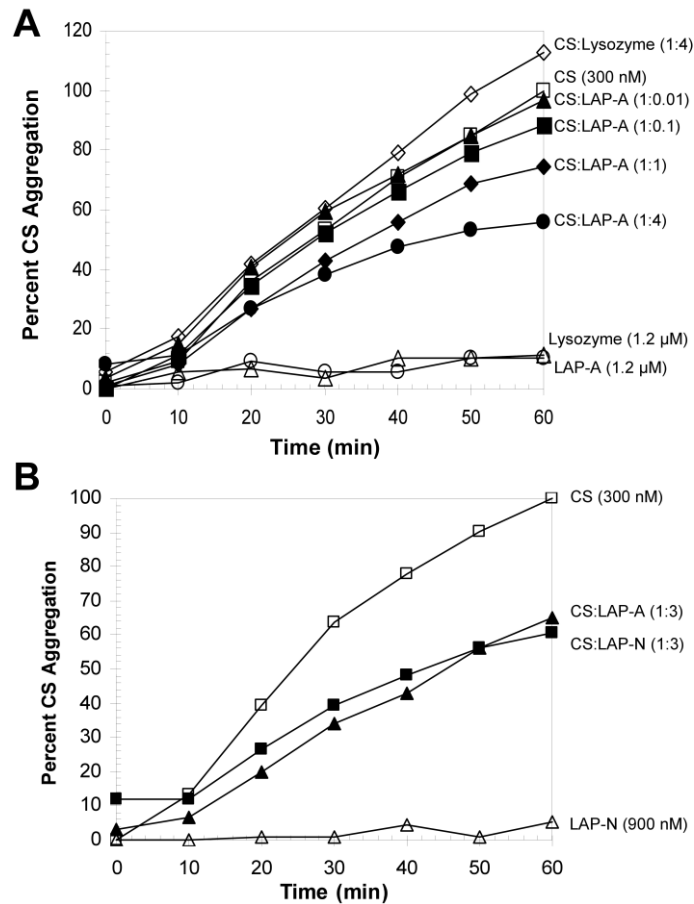 A
120
100
80
60
40
20
0
Percent CS Aggregation
0 10 20 30 40 50 60
Time (min)
CS:Lysozyme (1:4)
CS (300 nM)
CS:LAP-A (1:0.01)
CS:LAP-A (1:0.1)
CS:LAP-A (1:1)
CS:LAP-A (1:4)
Lysozyme (1.2 µM)
LAP-A (1.2 µM)
B
100
90
80
70
60
50
40
30
20
10
0
Percent CS Aggregation
0 10 20 30 40 50 60
Time (min)
CS (300 nM)
CS:LAP-A (1:3)
CS:LAP-N (1:3)
LAP-N (900 nM)